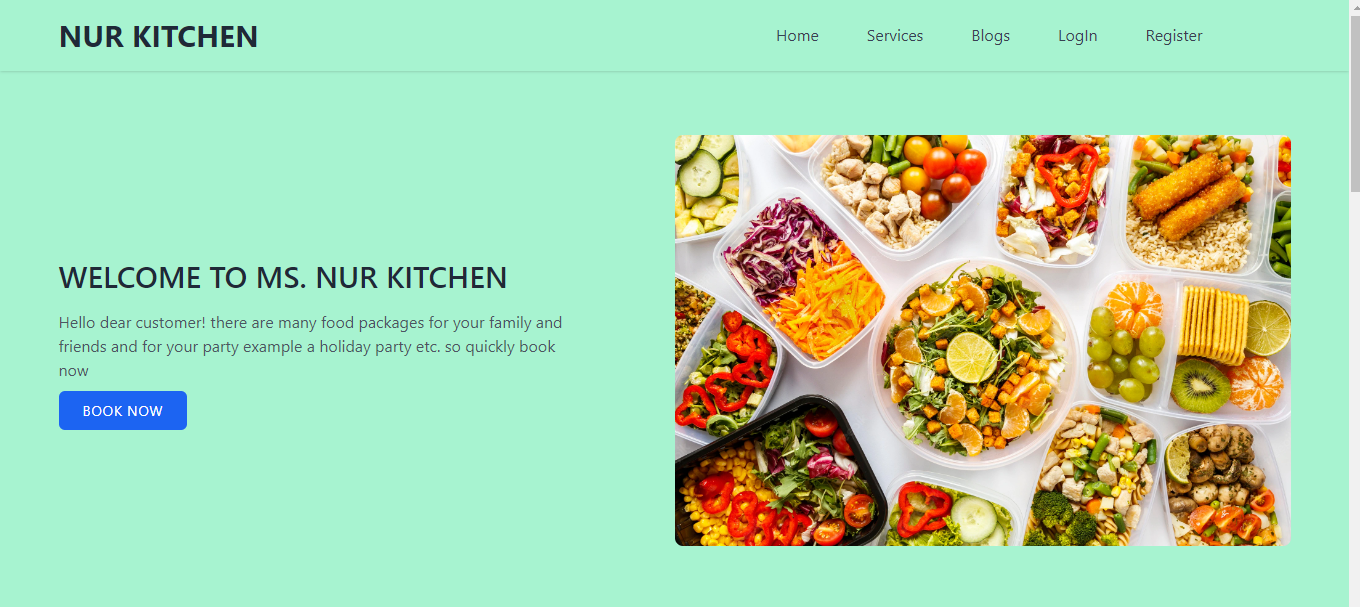 NUR KITCHEN
Home Services Blogs LogIn Register
WELCOME TO MS. NUR KITCHEN
Hello dear customer! there are many food packages for your family and
friends and for your party example a holiday party etc. so quickly book
now
BOOK NOW